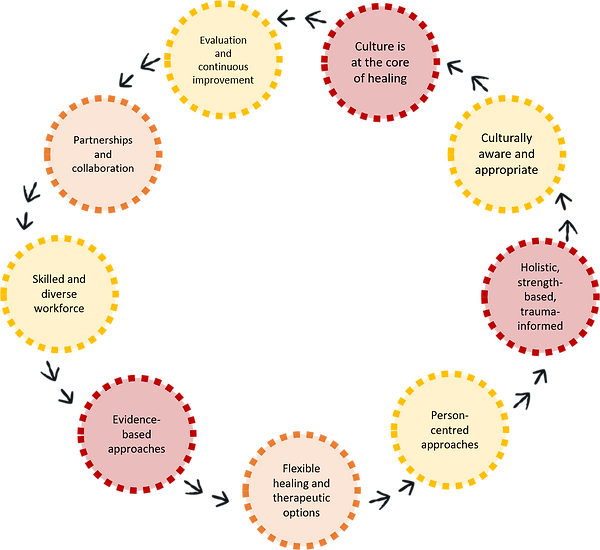 Evaluation
and
continuous
improvement
Culture is
at the core
of healing
Partnerships
and
collaboration
Culturally
aware and
appropriate
Skilled and
diverse
workforce
Holistic,
strength-
based,
trauma-
informed
Evidence-
based
approaches
Person-
centred
approaches
Flexible
healing and
therapeutic
options